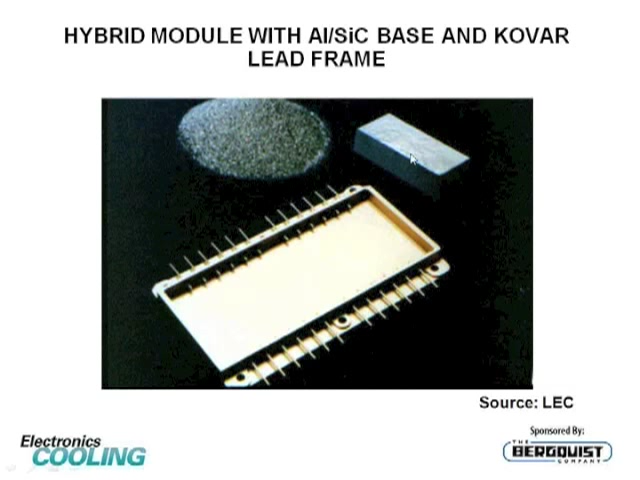 HYBRID MODULE WITH Al/SiC BASE AND KOVAR
LEAD FRAME
Source: LEC
Electronics
COOLING
Sponsored By:
THE
BERGQUIST
COMPANY